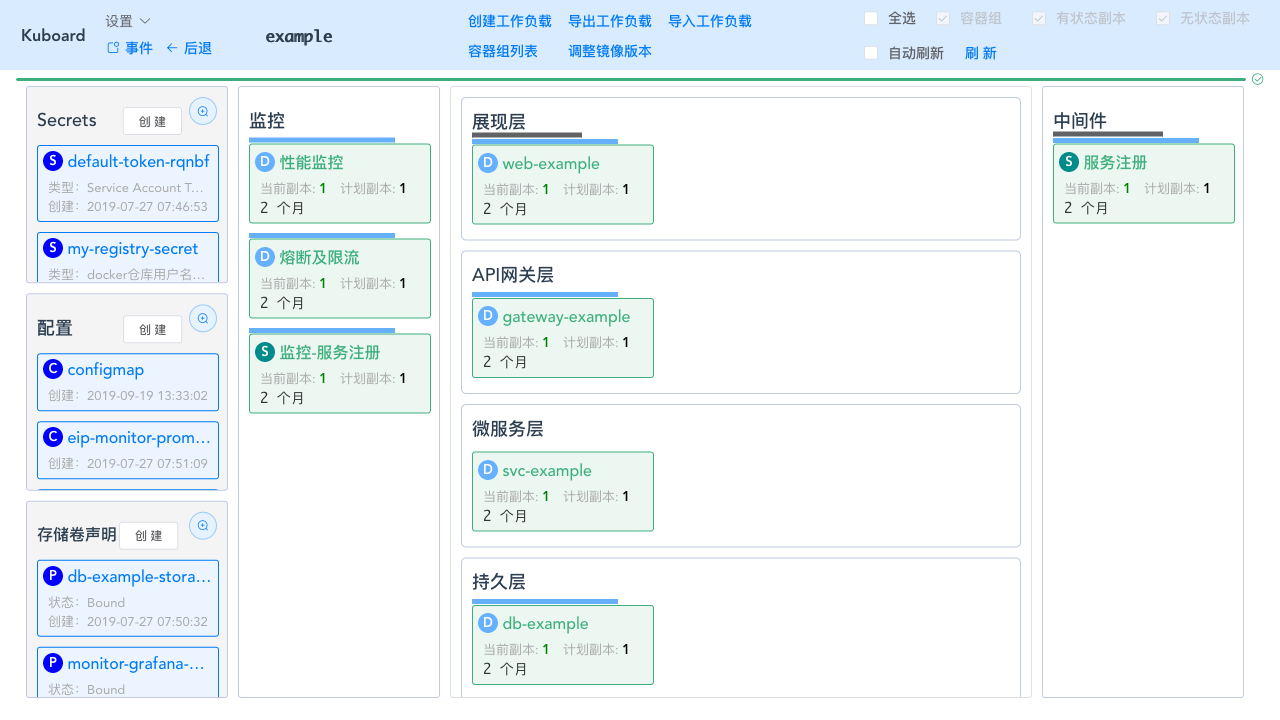 Kuboard
设置
事件
后退
example
创建工作负载
导出工作负载
导入工作负载
容器组列表
调整镜像版本
全选
容器组
有状态副本
无状态副本
自动刷新
刷 新
Secrets
创 建
S
default-token-rqnbf
类型：Service Account T...
创建：2019-07-27 07:46:53
S
my-registry-secret
类型：docker仓库用户名...
配置
创 建
C
configmap
创建：2019-09-19 13:33:02
C
eip-monitor-prom...
创建：2019-07-27 07:51:09
存储卷声明
创 建
P
db-example-stora...
状态：Bound
创建：2019-07-27 07:50:32
P
monitor-grafana-...
状态：Bound
监控
D
性能监控
当前副本: 1 计划副本: 1
2 个月
D
熔断及限流
当前副本: 1 计划副本: 1
2 个月
S
监控-服务注册
当前副本: 1 计划副本: 1
2 个月
展现层
D
web-example
当前副本: 1 计划副本: 1
2 个月
API网关层
D
gateway-example
当前副本: 1 计划副本: 1
2 个月
微服务层
D
svc-example
当前副本: 1 计划副本: 1
2 个月
持久层
D
db-example
当前副本: 1 计划副本: 1
2 个月
中间件
S
服务注册
当前副本: 1 计划副本: 1
2 个月